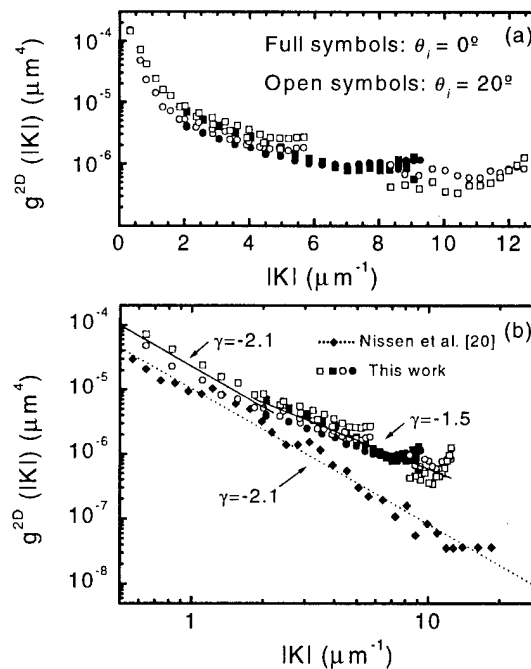 (a)
Full symbols: θi = 0º
Open symbols: θi = 20º
10-4
10-5
10-6
g2D (|K|) (μm4)
0 2 4 6 8 10 12
|K| (μm-1)
(b)
Nissen et al. [20]
This work
γ=-2.1
γ=-1.5
γ=-2.1
10-4
10-5
10-6
10-7
10-8
g2D (|K|) (μm4)
1 10
|K| (μm-1)